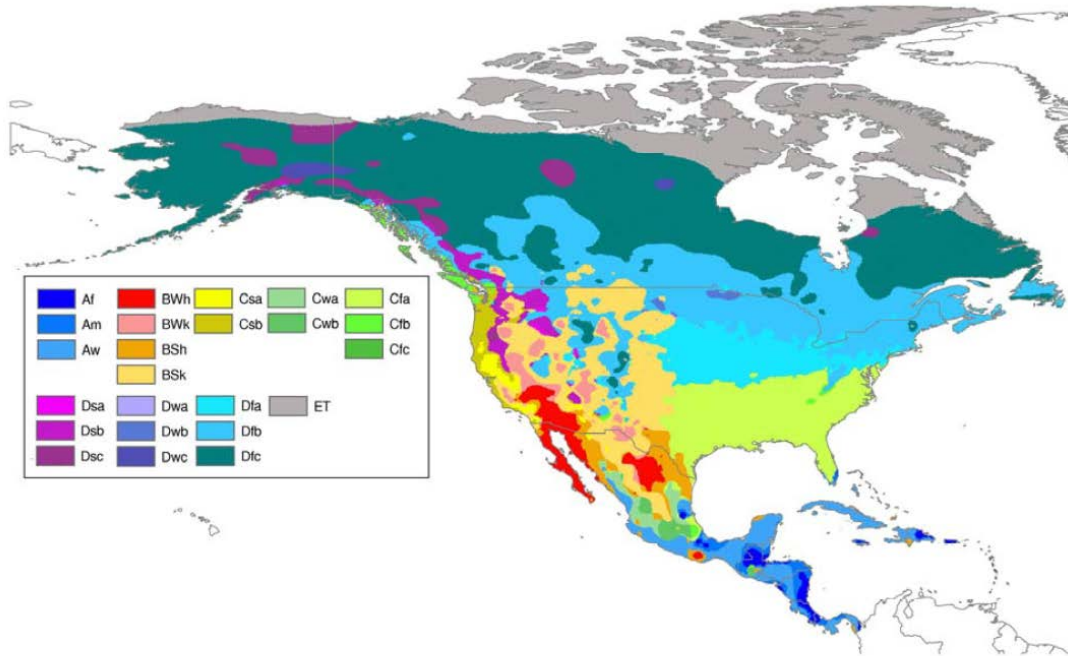 Af BWh Csa Cwa Cfa
Am BWk Csb Cwb Cfb
Aw BSh Cfc
BSk
Dsa Dwa Dfa ET
Dsb Dwb Dfb
Dsc Dwc Dfc